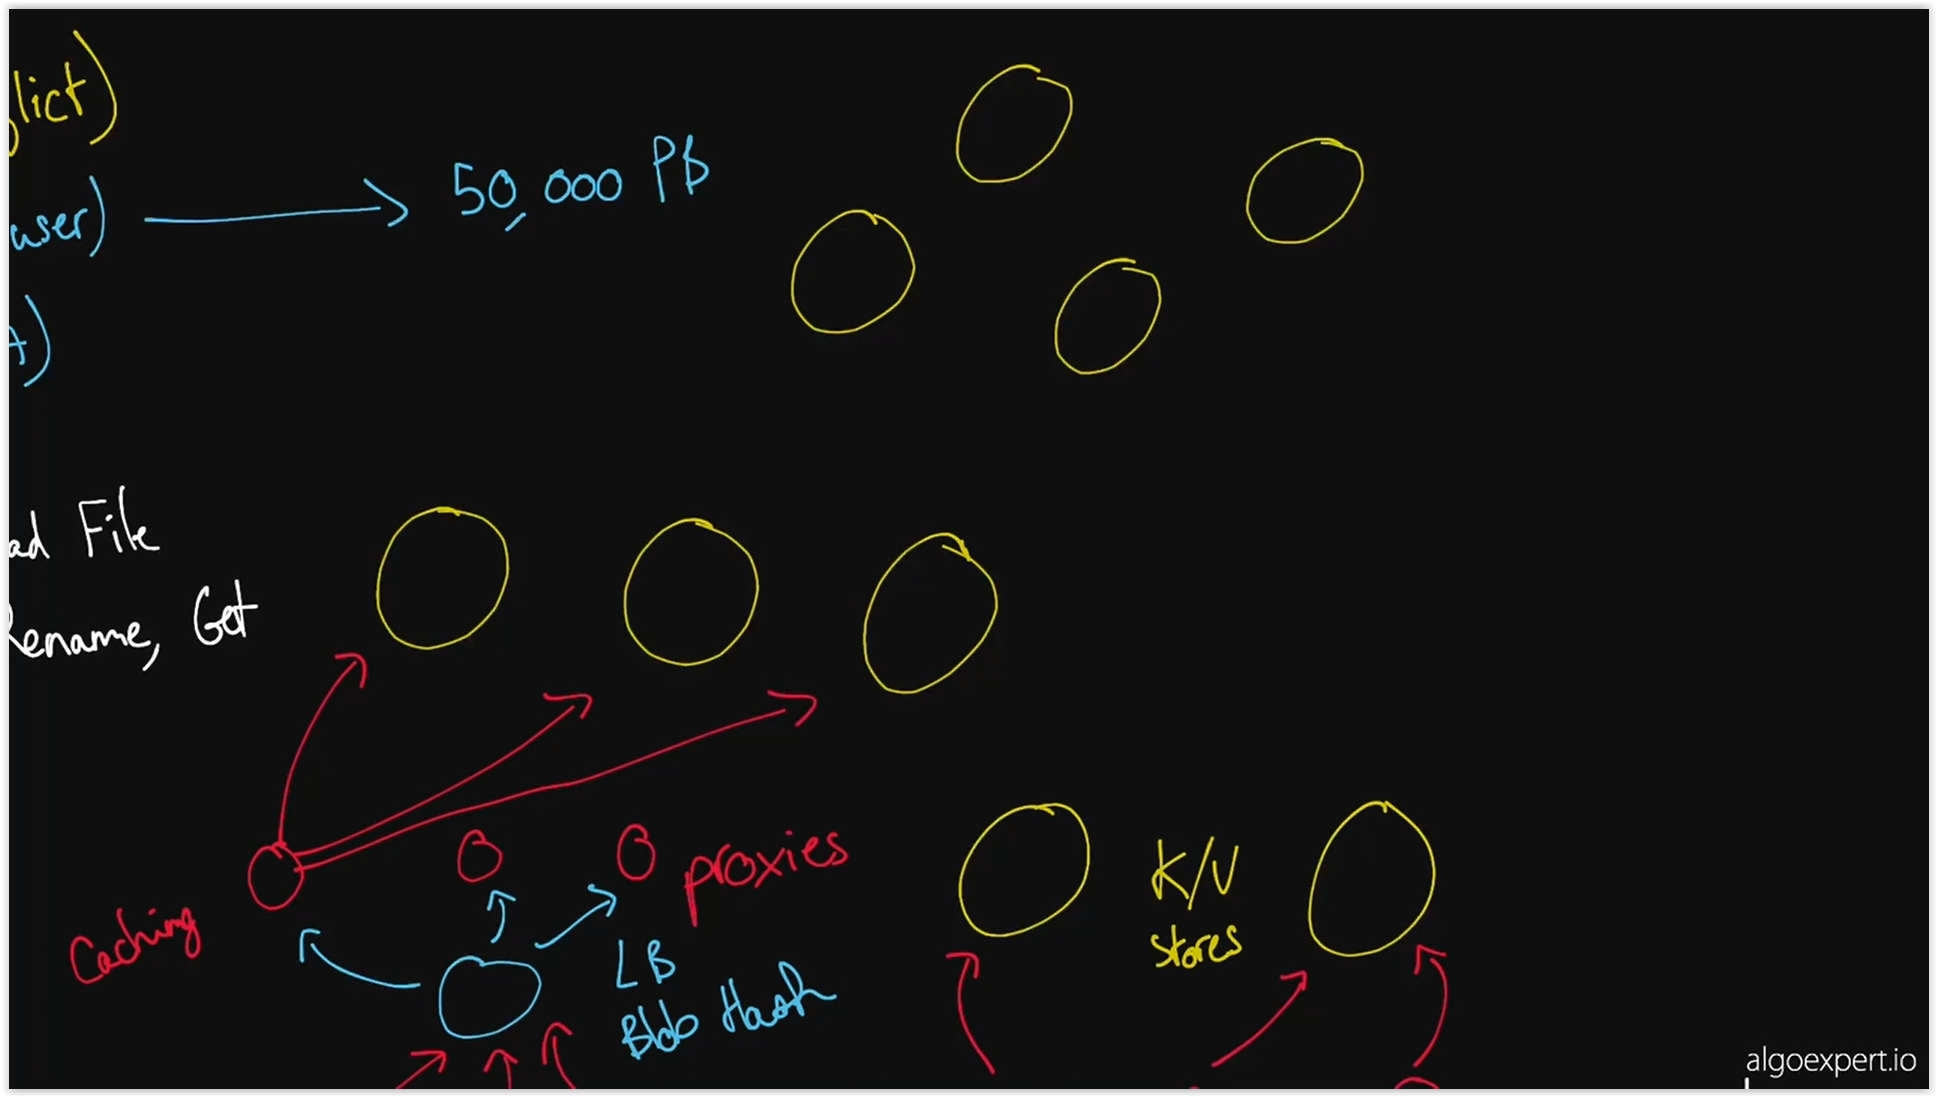 lict)
user) → 50,000 PB
t)
ad File
Rename, Get
proxies
Caching
LB
Blob Hash
K/V
stores
algoexpert.io